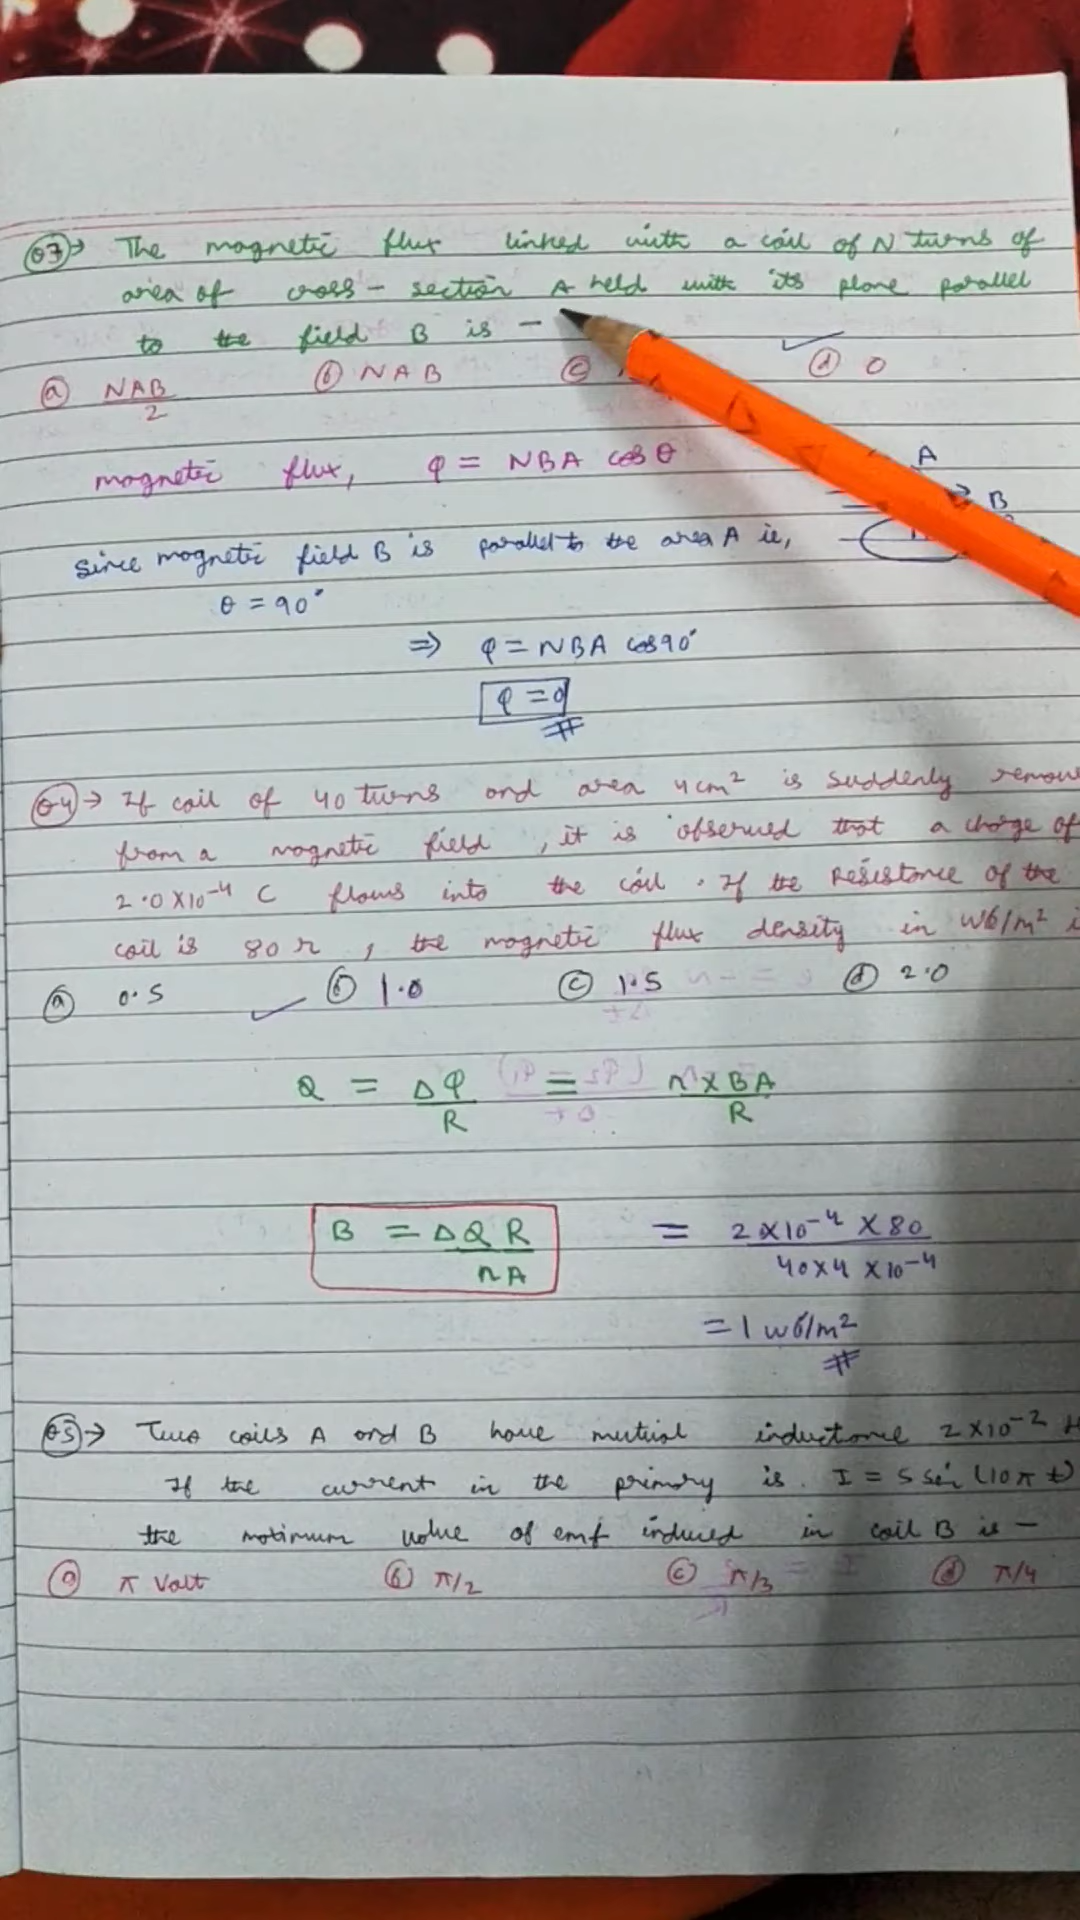 Q3→ The magnetic flux linked with a coil of N turns of
area of cross-section A held with its plane parallel
to the field B is -
(a) NAB/2 (b) NAB (c) (d) 0
magnetic flux, φ = NBA cos θ
A
B
Since magnetic field B is parallel to the area A ie,
θ = 90°
⇒ φ = NBA cos90°
φ = 0
Q4→ If coil of 40 turns and area 4cm² is suddenly
from a magnetic field, it is observed that a charge of
2.0×10⁻⁴ C flows into the coil. If the Resistance of the
coil is 80 r, the magnetic flux density in wb/m²
(a) 0.5 (b) 1.0 (c) 1.5 (d) 2.0
Q = Δφ/R = n×BA/R
B = ΔQ R/nA = 2×10⁻⁴ × 80/40×4×10⁻⁴
= 1 wb/m²
Q5→ Two coils A and B have mutual inductance 2×10⁻² H
If the current in the primary is. I = 5 sin (10π t)
the motimum value of emf induced in coil B is -
(a) π Volt (b) π/2 (c) π/3 (d) π/4